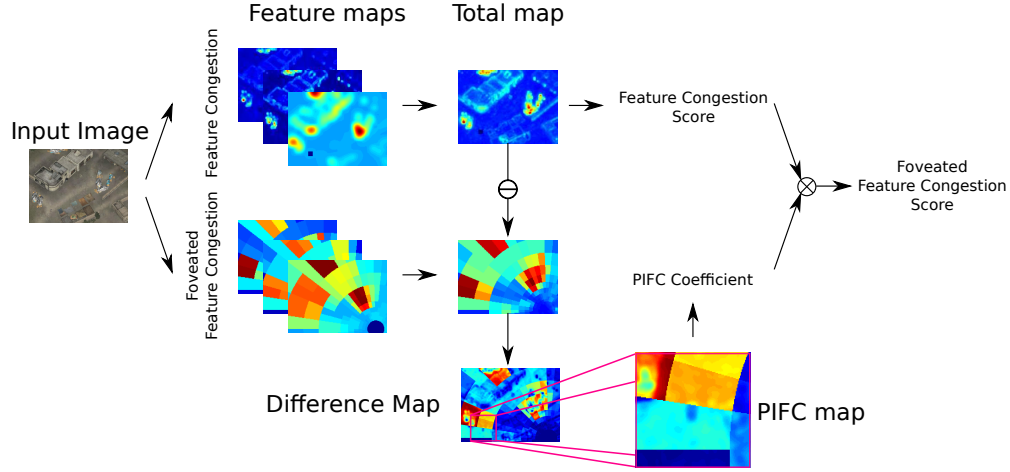 Feature maps
Total map
Input Image
Feature Congestion
Feature Congestion
Score
Foveated
Feature Congestion
Score
Foveated
Feature Congestion
PIFC Coefficient
Difference Map
PIFC map